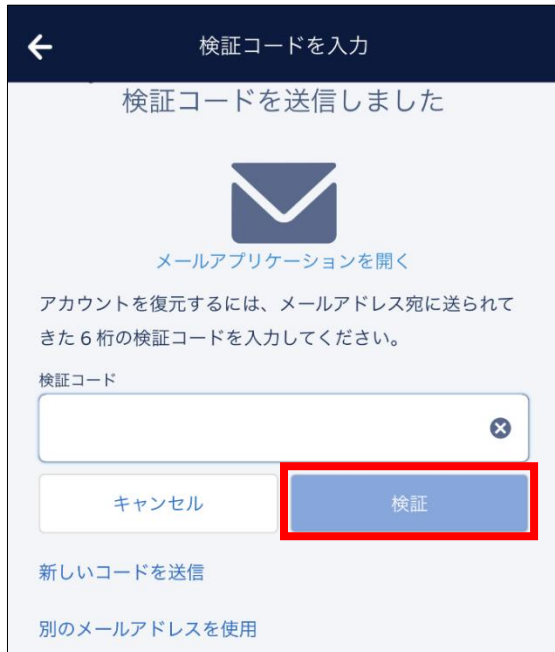 検証コードを入力
検証コードを送信しました
メールアプリケーションを開く
アカウントを復元するには、メールアドレス宛に送られて
きた 6 桁の検証コードを入力してください。
検証コード
キャンセル
検証
新しいコードを送信
別のメールアドレスを使用